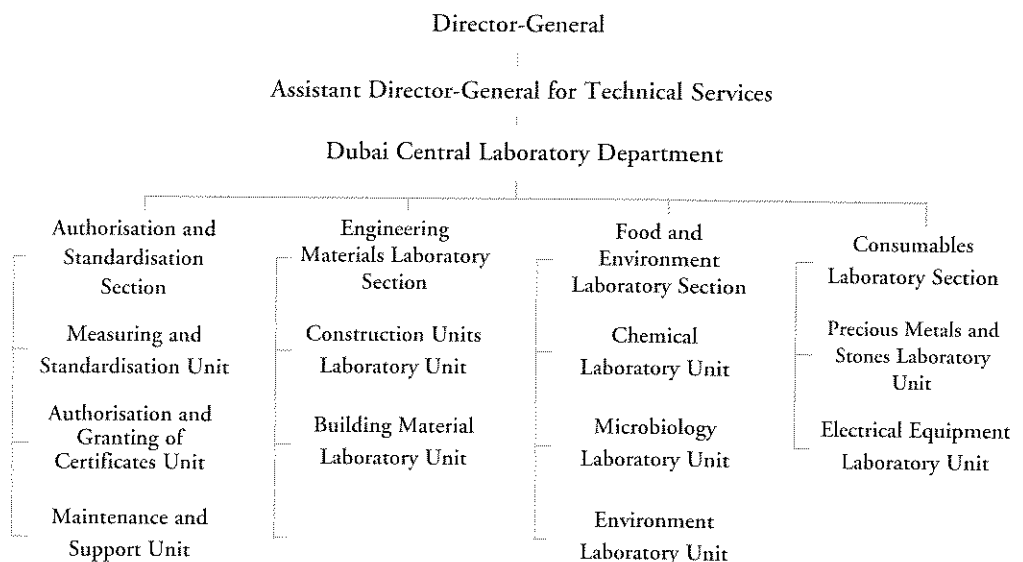 Director-General
Assistant Director-General for Technical Services
Dubai Central Laboratory Department
Authorisation and
Standardisation
Section
Measuring and
Standardisation Unit
Authorisation and
Granting of
Certificates Unit
Maintenance and
Support Unit
Engineering
Materials Laboratory
Section
Construction Units
Laboratory Unit
Building Material
Laboratory Unit
Food and
Environment
Laboratory Section
Chemical
Laboratory Unit
Microbiology
Laboratory Unit
Environment
Laboratory Unit
Consumables
Laboratory Section
Precious Metals and
Stones Laboratory
Unit
Electrical Equipment
Laboratory Unit